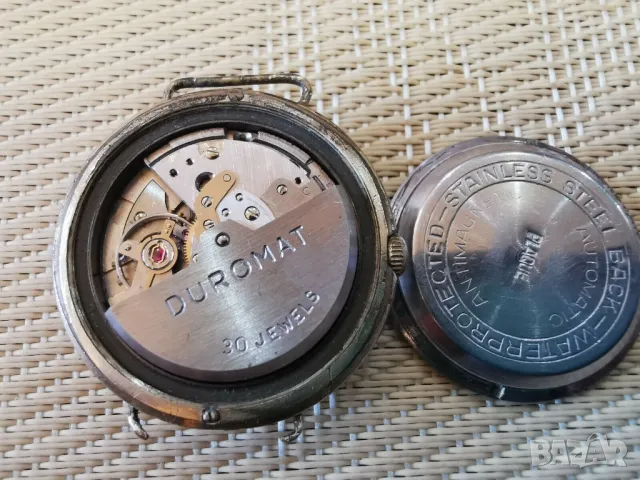 DUROMAT
30 JEWELS
STAINLESS STEEL BACK-WATERPROTECTED-
ANTIMAGNETIC
AUTOMATIC
BAZAR